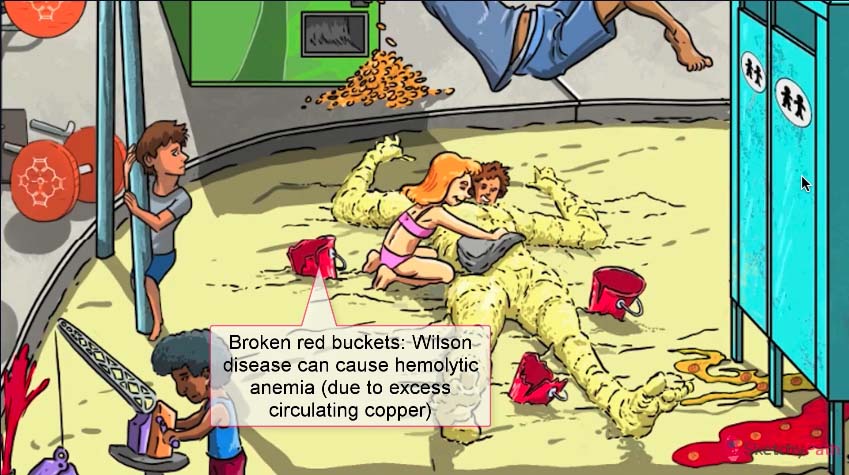 Broken red buckets: Wilson
disease can cause hemolytic
anemia (due to excess
circulating copper)